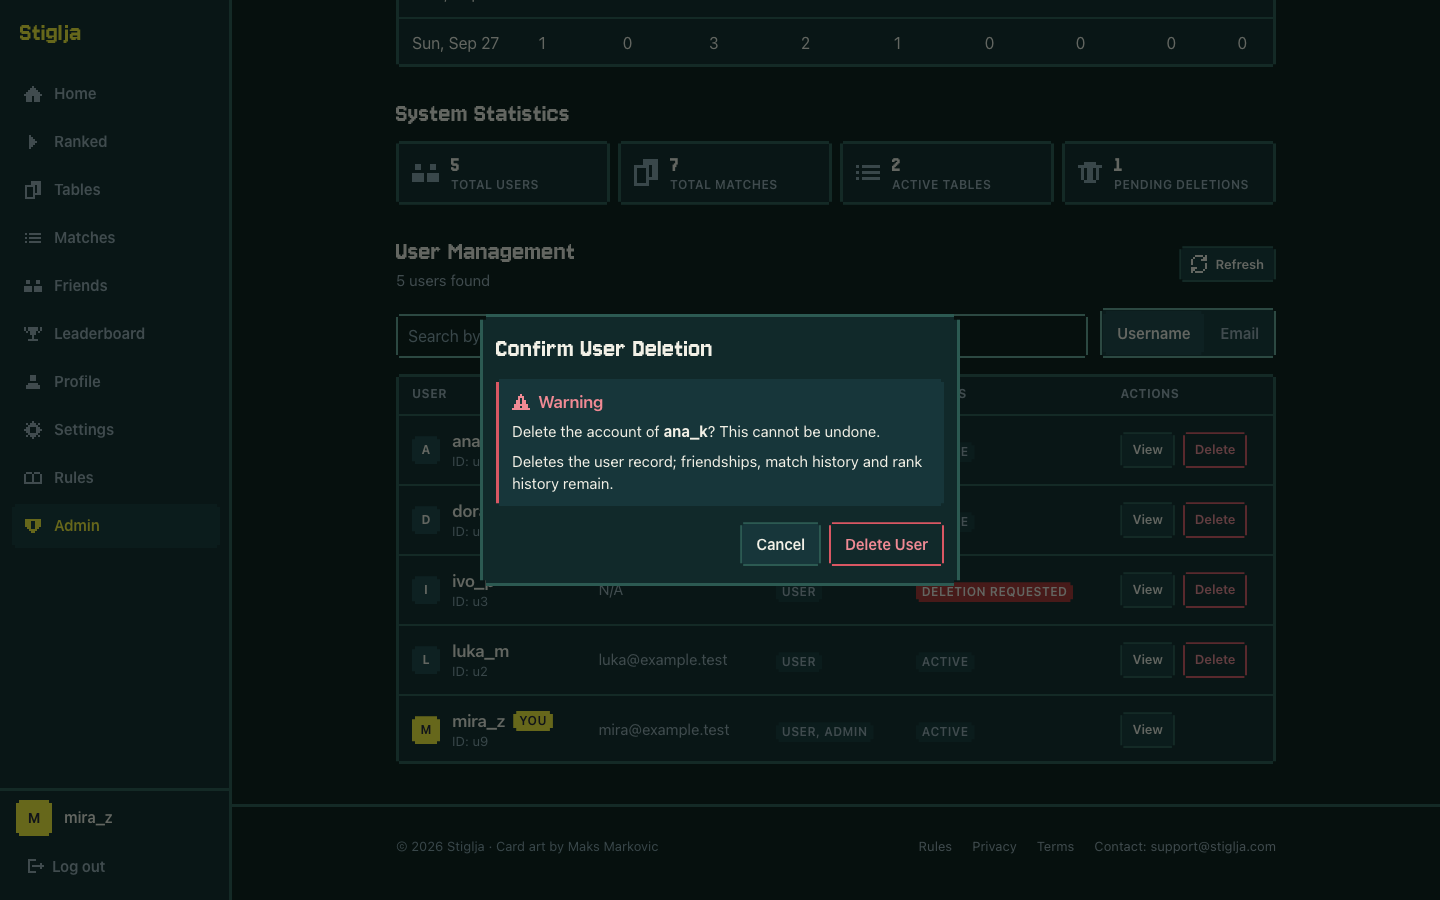 Stiglja
Home
Ranked
Tables
Matches
Friends
Leaderboard
Profile
Settings
Rules
Admin
mira_z
M
Log out
Sun, Sep 27 1 0 3 2 1 0 0 0 0
System Statistics
5
TOTAL USERS
7
TOTAL MATCHES
2
ACTIVE TABLES
1
PENDING DELETIONS
User Management
5 users found
Refresh
Search by
Username Email
USER ACTIONS
A ana View Delete
D View Delete
Confirm User Deletion
Warning
Delete the account of ana_k? This cannot be undone.
Deletes the user record; friendships, match history and rank
history remain.
Cancel Delete User
I N/A USER DELETION REQUESTED View Delete
ID: u3
L luka_m luka@example.test USER ACTIVE View Delete
ID: u2
M mira_z YOU mira@example.test USER, ADMIN ACTIVE View
ID: u9
© 2026 Stiglja · Card art by Maks Markovic
Rules Privacy Terms Contact: support@stiglja.com